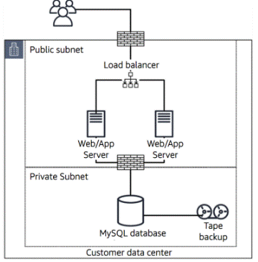 Public subnet
Load balancer
Web/App
Server
Web/App
Server
Private Subnet
MySQL database
Tape
backup
Customer data center